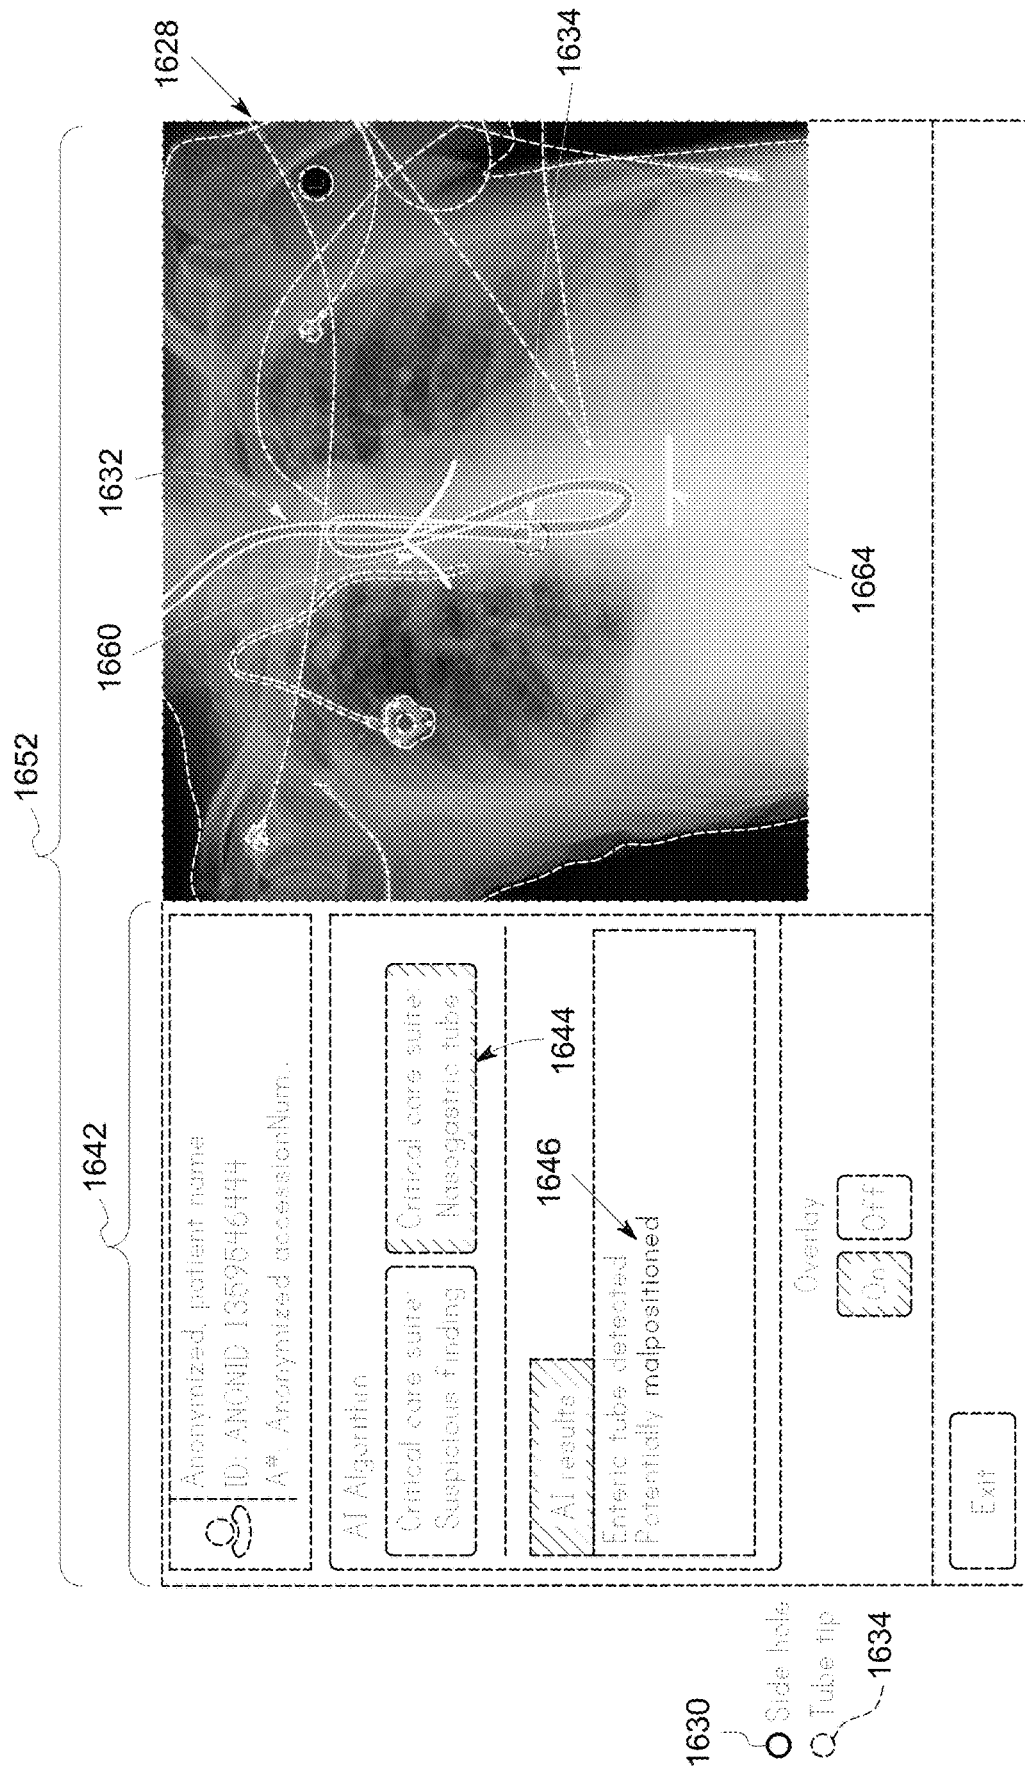 1652
1642
1660
1632
1628
Anonymized, patient name
ID: ANONID 1359546444
A#: Anonymized accessionNum..
AI Algorithm
Critical care suite:
Suspicious finding
Critical care suite:
Nasogastric tube
1644
1646
AI results
Enteric tube detected
Potentially malpositioned
Overlay
On
Off
Exit
1634
1664
1630
Side hole
Tube tip
1634